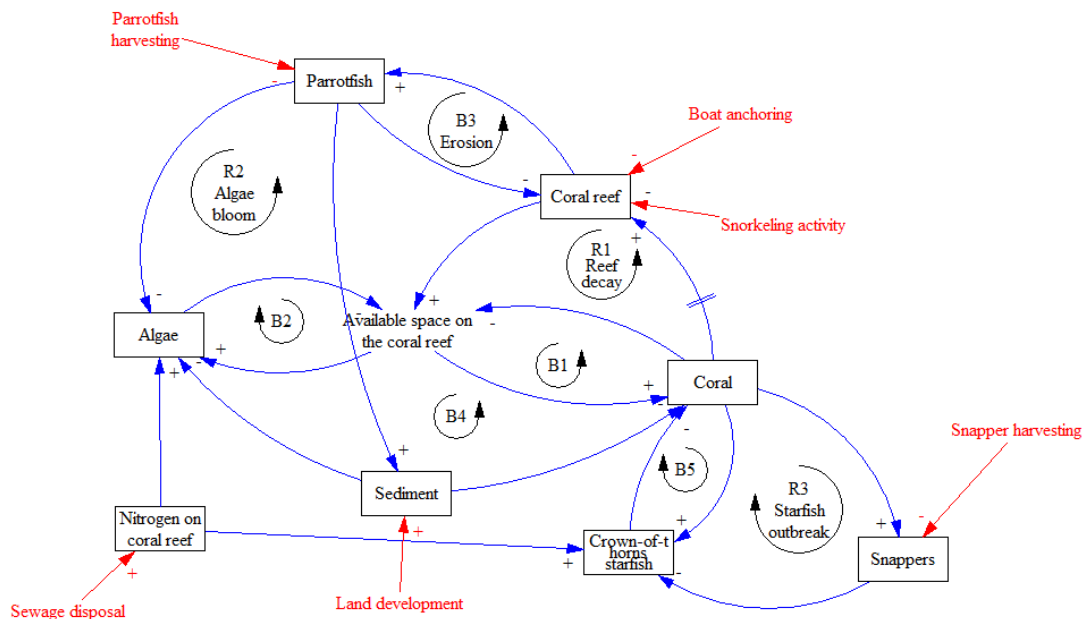 Parrotfish
harvesting
-
Parrotfish
+
B3
Erosion
Boat anchoring
-
R2
Algae
bloom
-
Coral reef
-
Snorkeling activity
+
R1
Reef
decay
-
Algae
+
-
+
B2
-
Available space on
the coral reef
+
-
B1
+
-
Coral
-
B4
+
Sediment
+
B5
+
Snapper harvesting
R3
Starfish
outbreak
+
-
Snappers
Nitrogen on
coral reef
+
Crown-of-t
horns
starfish
+
-
Sewage disposal
Land development